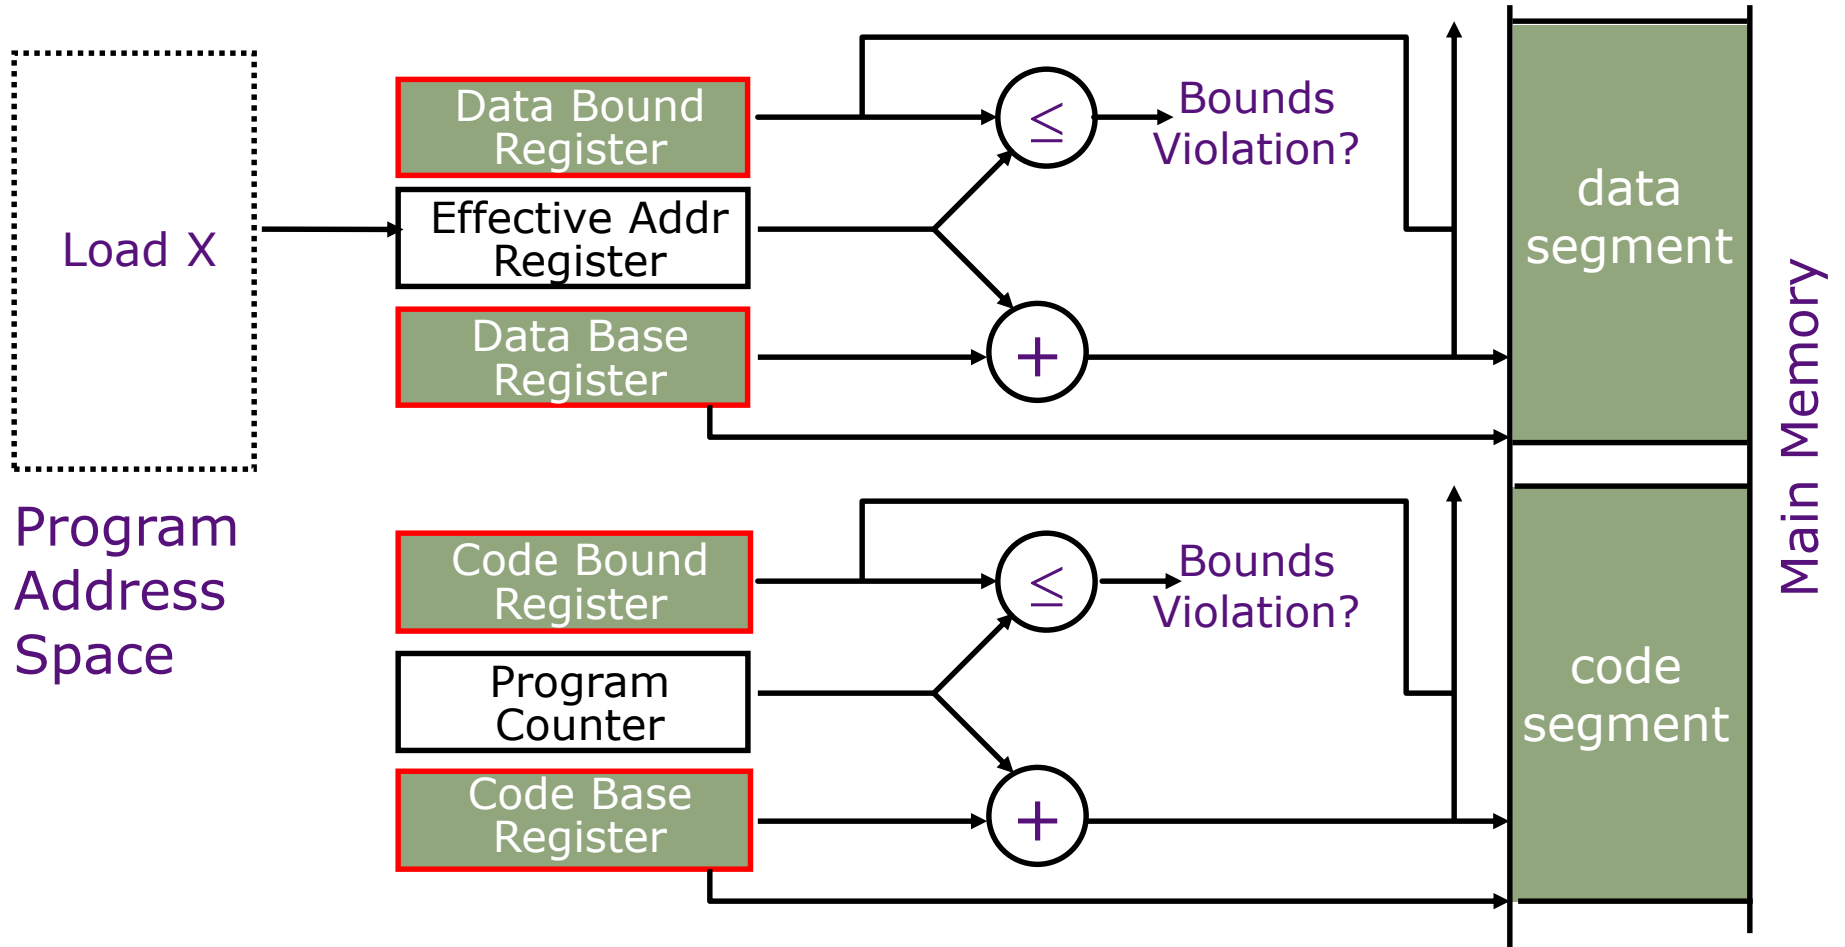 Load X
Program
Address
Space
Data Bound
Register
Effective Addr
Register
Data Base
Register
≤
Bounds
Violation?
+
data
segment
Code Bound
Register
Program
Counter
Code Base
Register
≤
Bounds
Violation?
+
code
segment
Main Memory